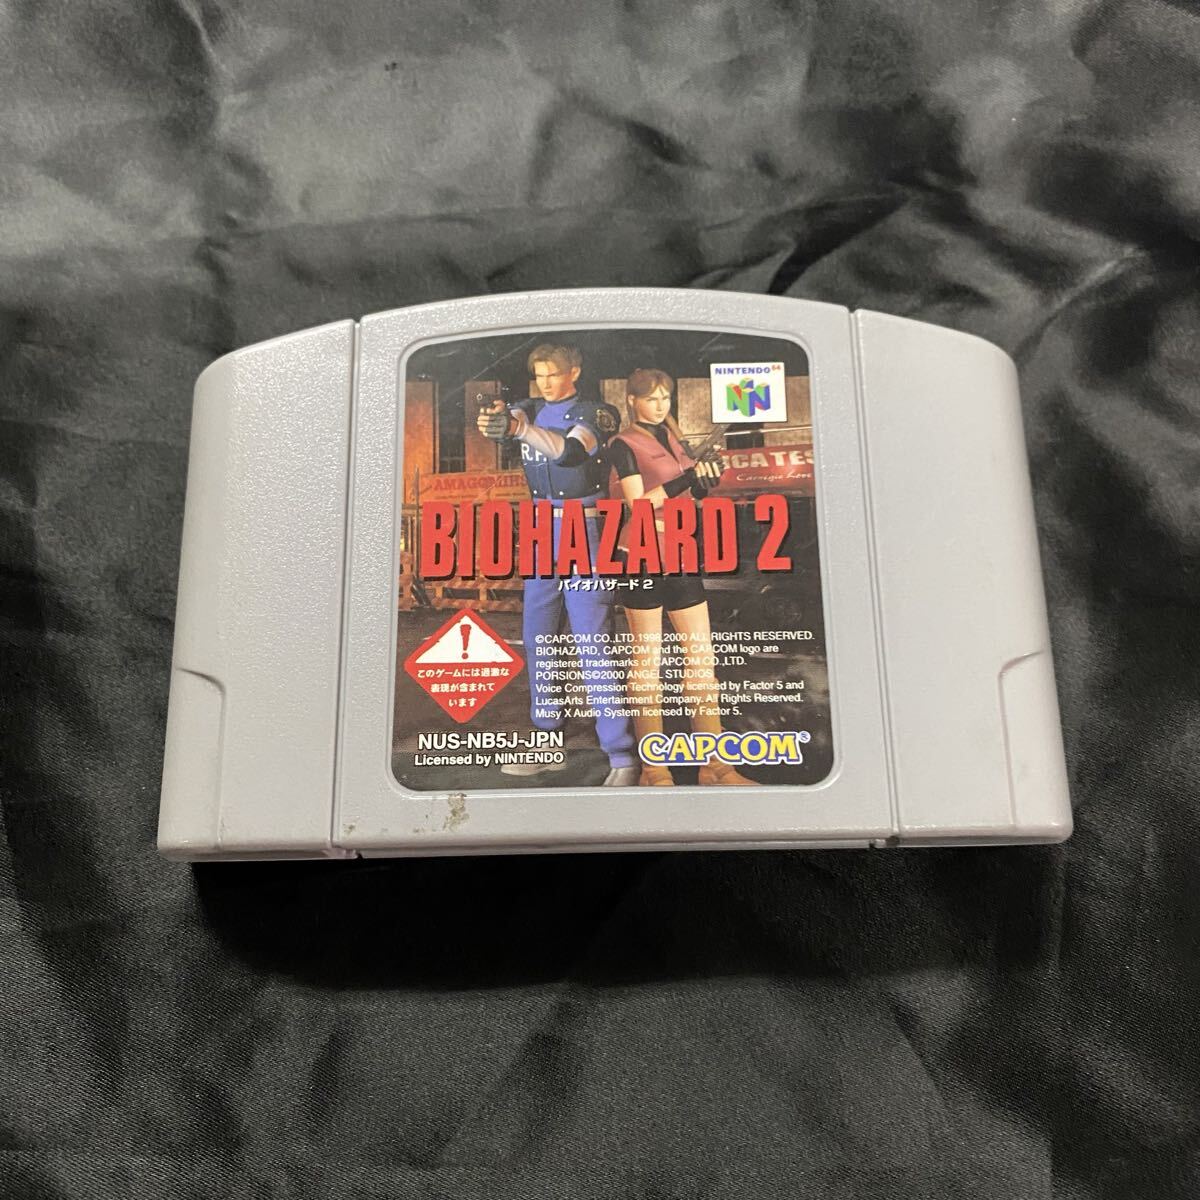 NINTENDO 64
R.P.
AMAGOMIHS
CATES
BIOHAZARD 2
バイオハザード2
©CAPCOM CO.,LTD.1998,2000 ALL RIGHTS RESERVED.
BIOHAZARD, CAPCOM and the CAPCOM logo are
registered trademarks of CAPCOM CO.,LTD.
PORSIONS©2000 ANGEL STUDIOS
Voice Compression Technology licensed by Factor 5 and
LucasArts Entertainment Company. All Rights Reserved.
Musy X Audio System licensed by Factor 5.
!
このゲームには過激な
表現が含まれて
います
NUS-NB5J-JPN
Licensed by NINTENDO
CAPCOM®